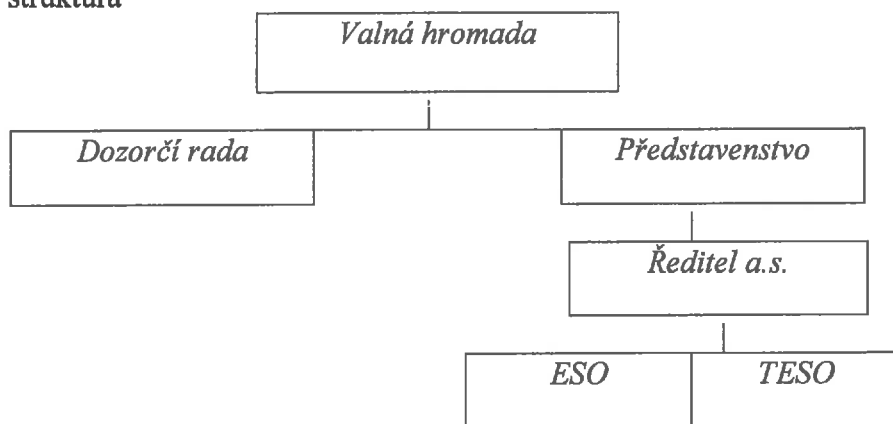 struktura
Valná hromada
Dozorčí rada
Představenstvo
Ředitel a.s.
ESO
TESO